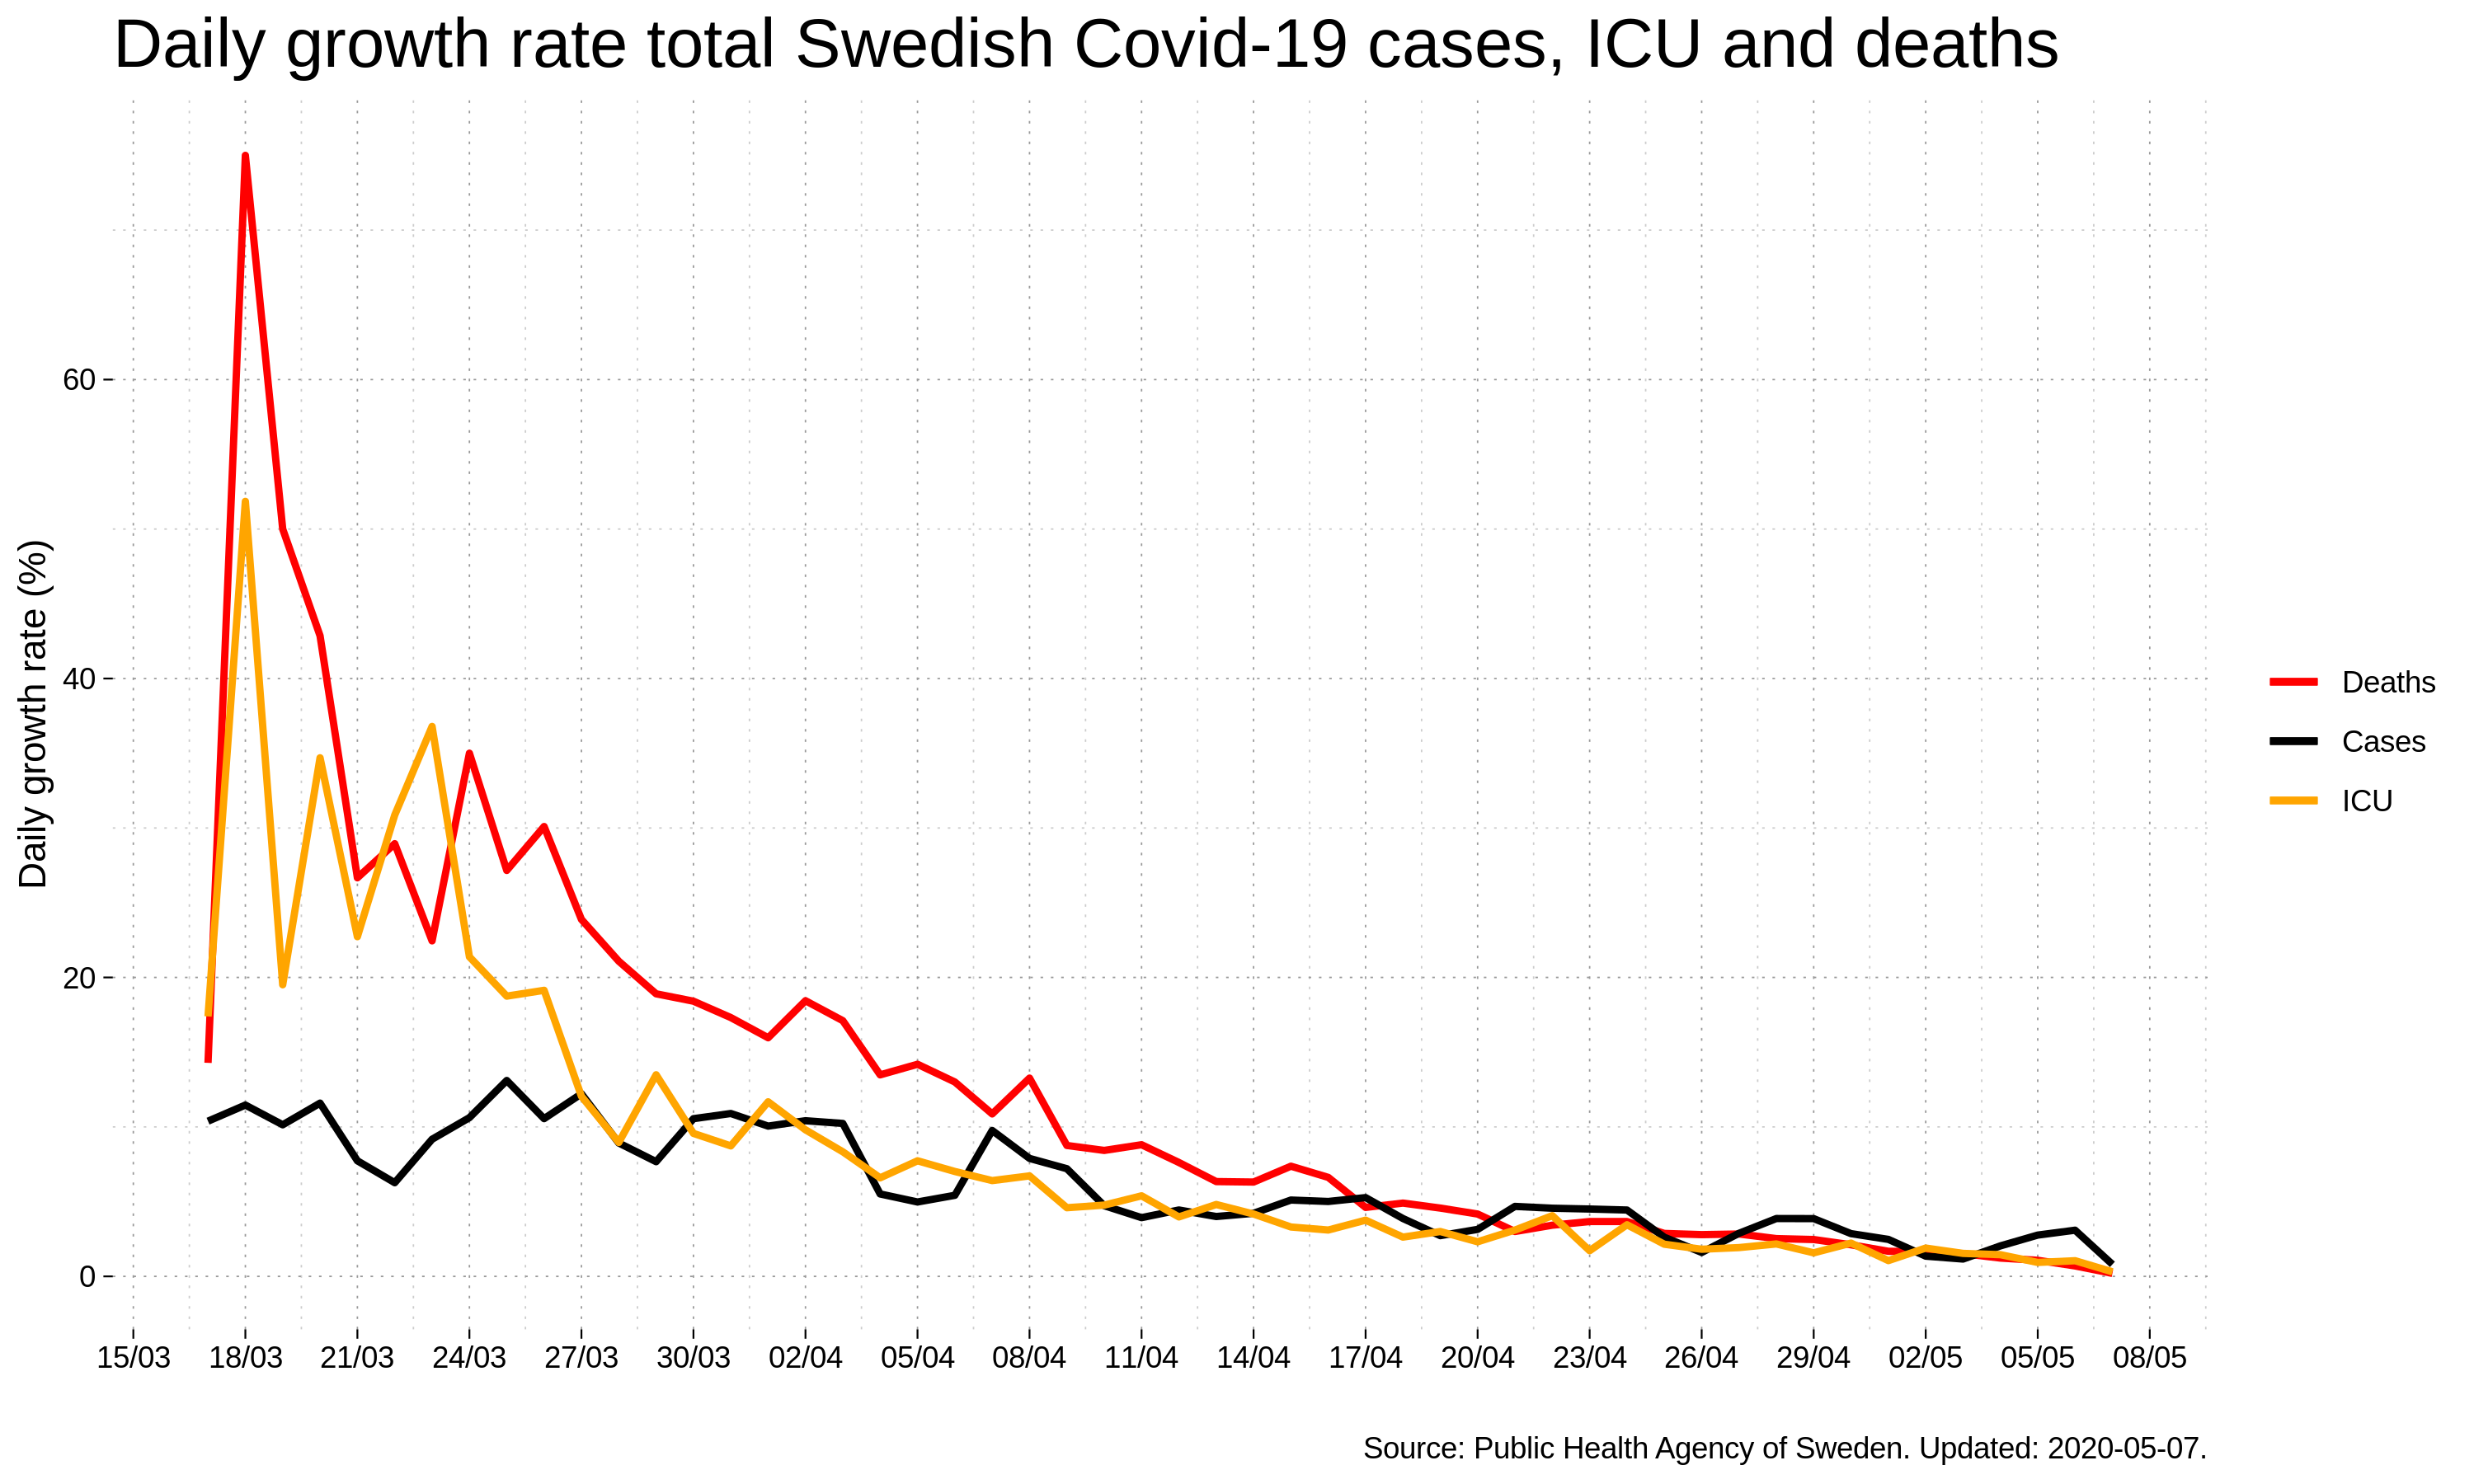 Daily growth rate total Swedish Covid-19 cases, ICU and deaths
Daily growth rate (%)
60
40
20
0
Deaths
Cases
ICU
15/03 18/03 21/03 24/03 27/03 30/03 02/04 05/04 08/04 11/04 14/04 17/04 20/04 23/04 26/04 29/04 02/05 05/05 08/05
Source: Public Health Agency of Sweden. Updated: 2020-05-07.